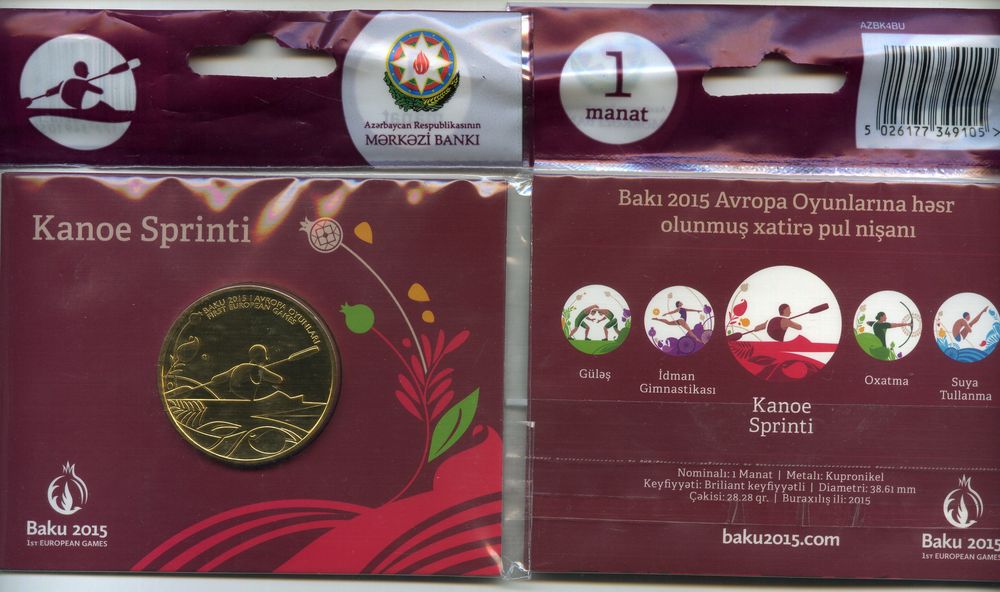 Azərbaycan Respublikasının
MƏRKƏZİ BANKI
Kanoe Sprinti
BAKU 2015 | AVROPA OYUNLARI
FIRST EUROPEAN GAMES
Baku 2015
1ST EUROPEAN GAMES
AZBK4BU
1
manat
5 026177 349105 >
Bakı 2015 Avropa Oyunlarına həsr
olunmuş xatirə pul nişanı
Güləş
İdman
Gimnastikası
Kanoe
Sprinti
Oxatma
Suya
Tullanma
Nominalı: 1 Manat | Metalı: Kupronikel
Keyfiyyəti: Briliant keyfiyyətli | Diametri: 38.61 mm
Çəkisi: 28.28 gr. | Buraxılış ili: 2015
baku2015.com
Baku 2015
1ST EUROPEAN GAMES